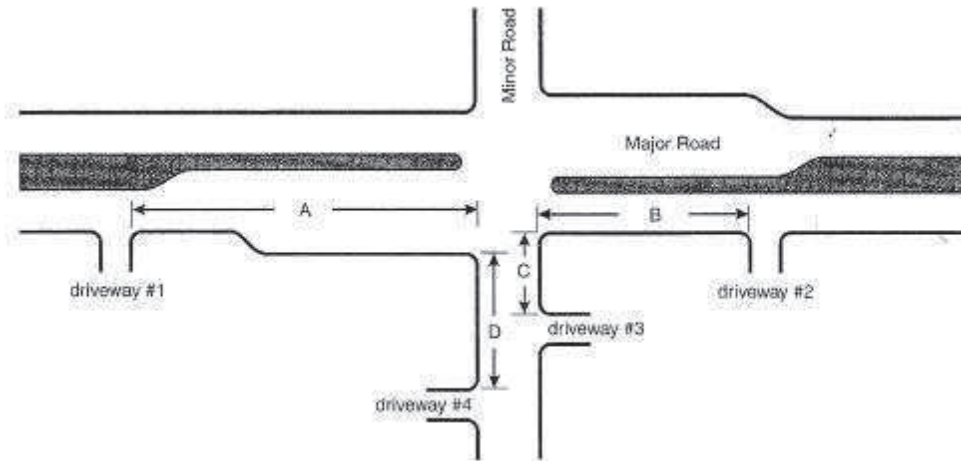 Minor Road
Major Road
A
B
C
D
driveway #1
driveway #2
driveway #3
driveway #4